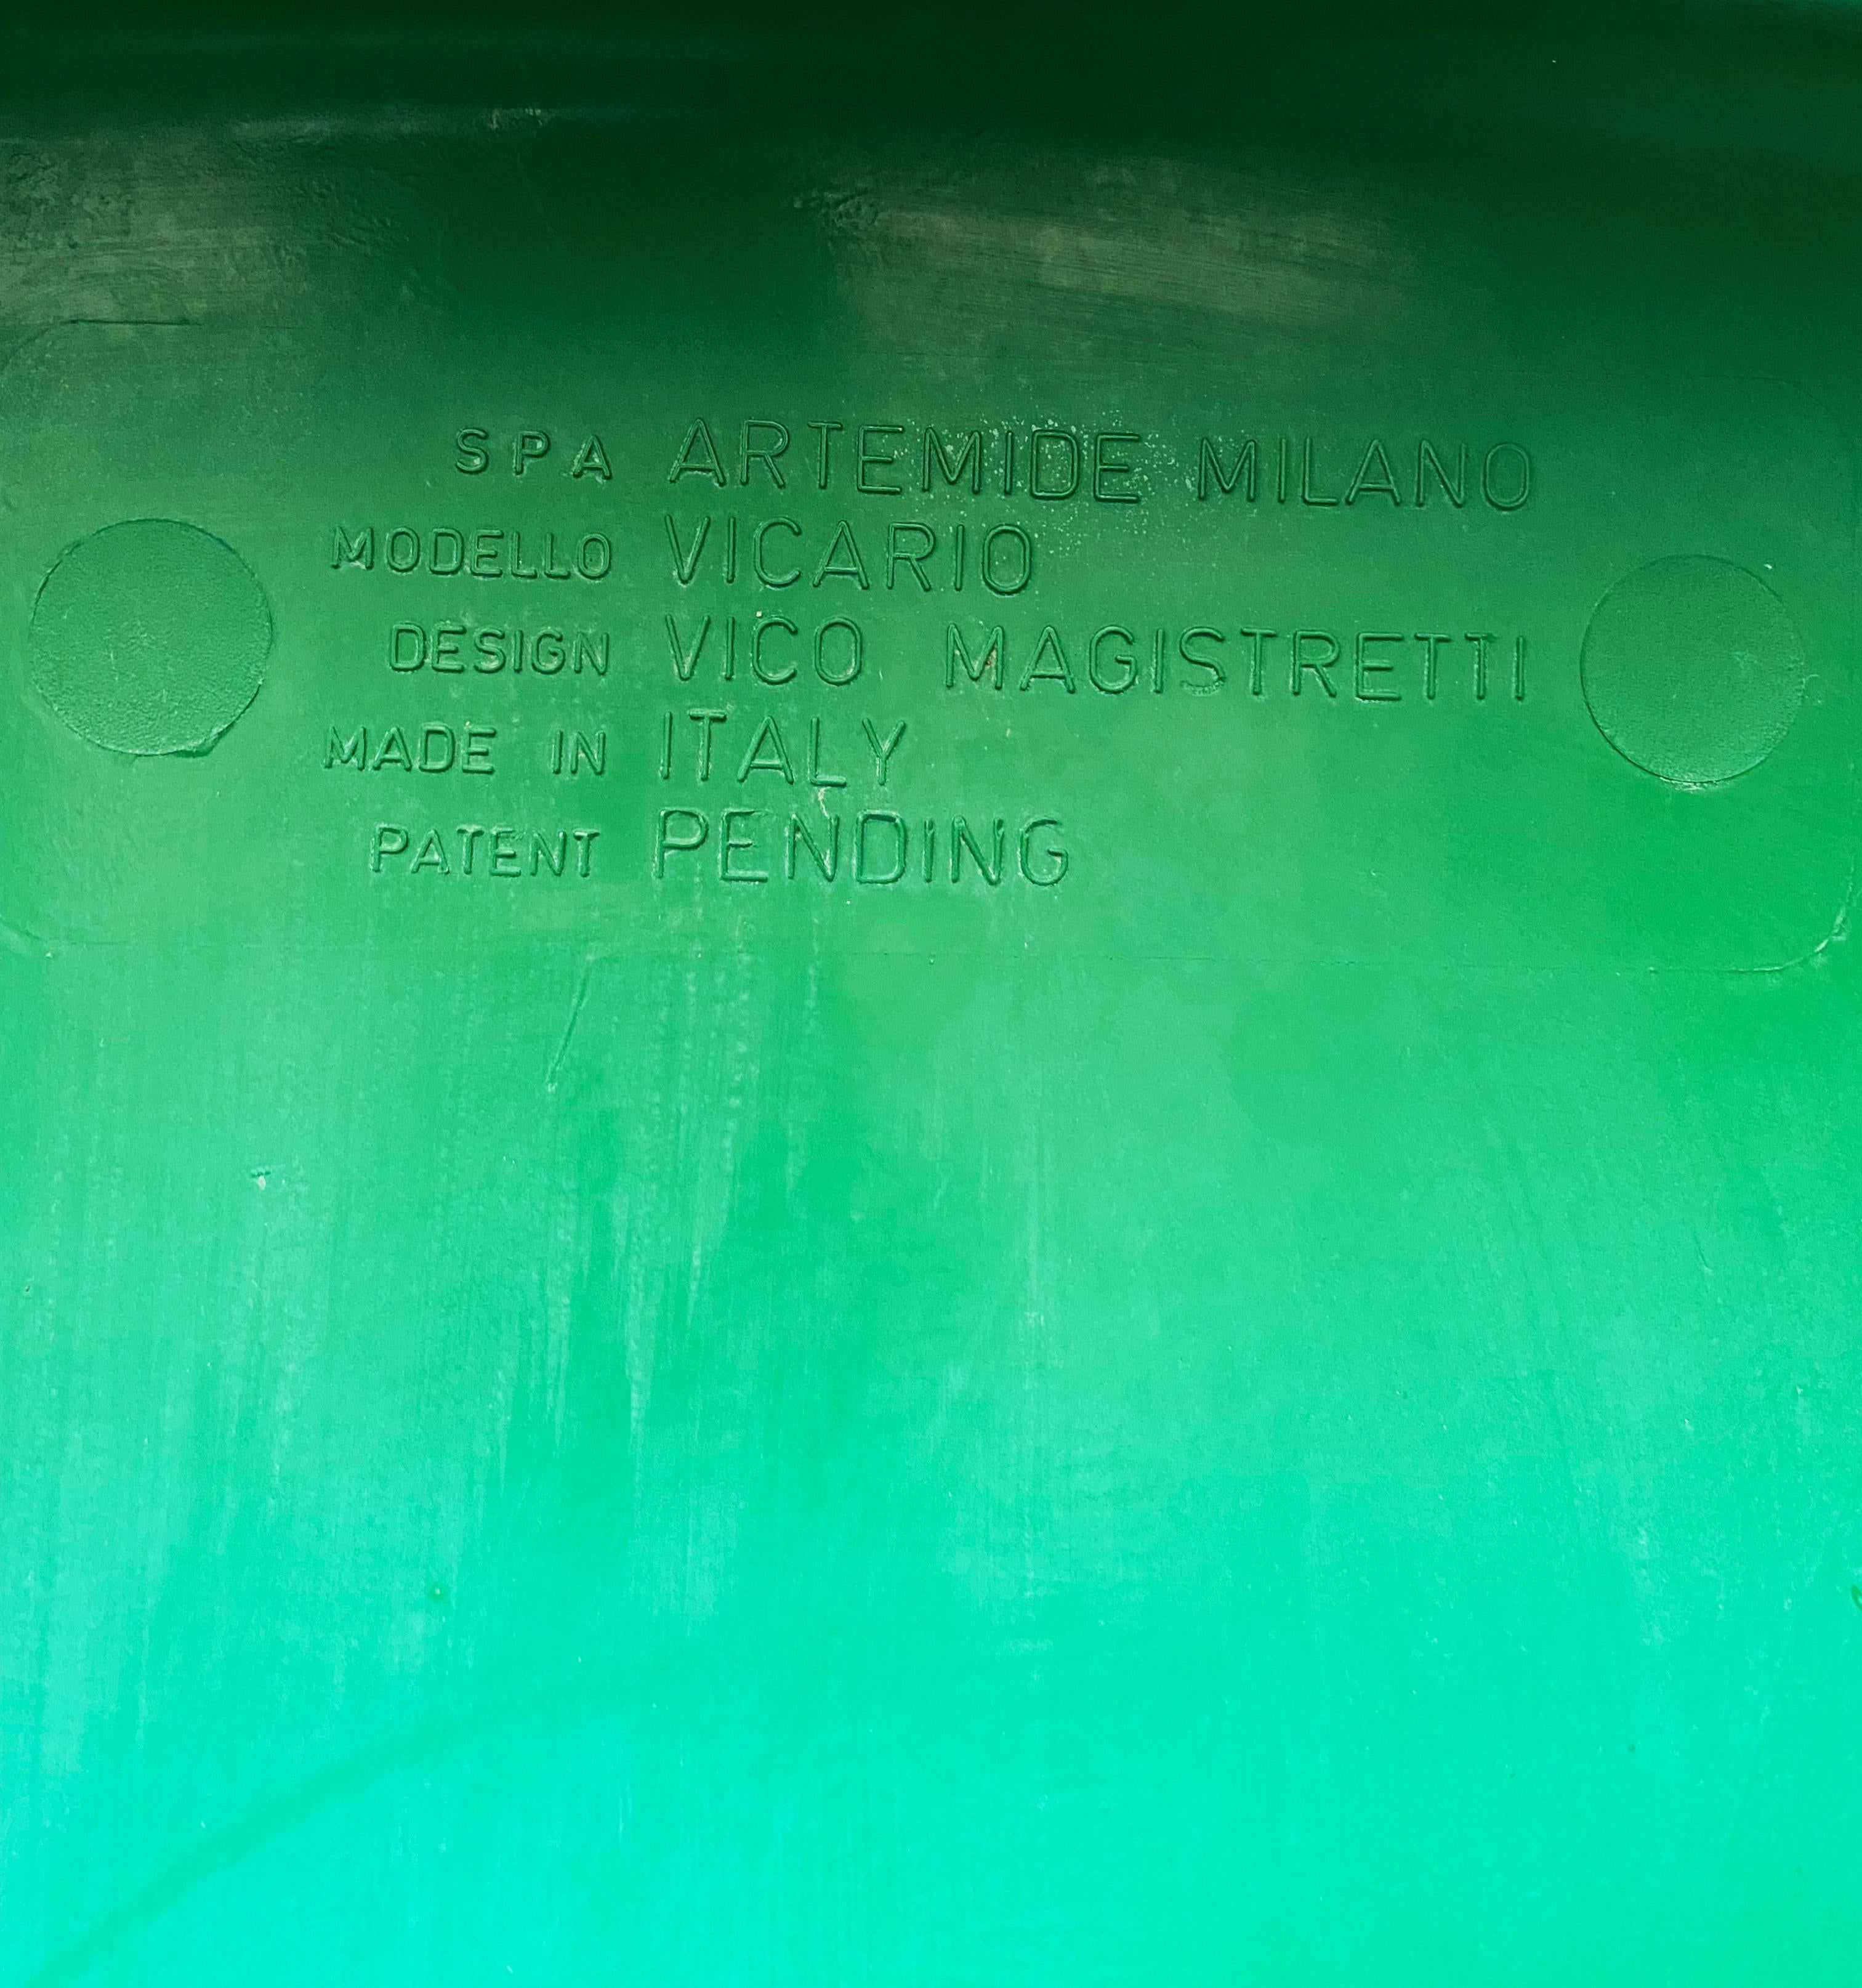 SPA ARTEMIDE MILANO
MODELLO VICARIO
DESIGN VICO MAGISTRETTI
MADE IN ITALY
PATENT PENDING